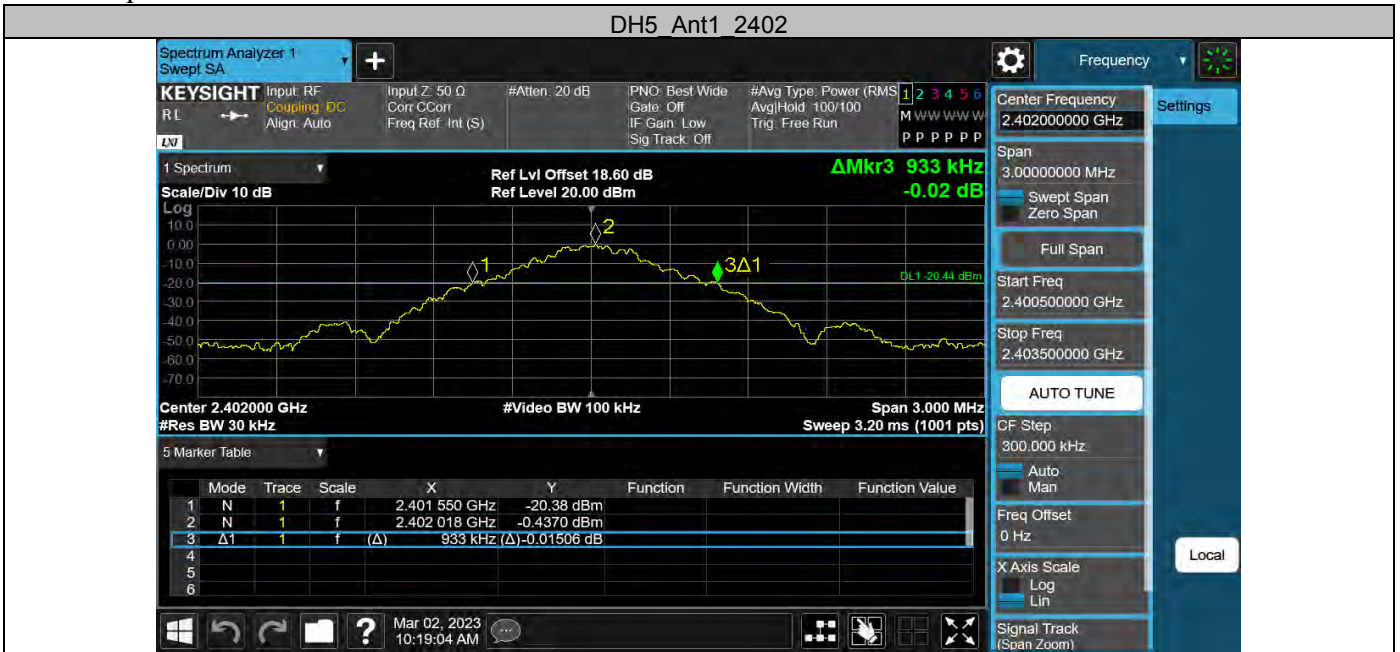 DH5_Ant1_2402
Spectrum Analyzer 1
Swept SA
Frequency
KEYSIGHT
RL
LXI
Input: RF
Coupling: DC
Align: Auto
Input Z: 50 Ω
Corr CCorr
Freq Ref: Int (S)
#Atten: 20 dB
PNO: Best Wide
Gate: Off
IF Gain: Low
Sig Track: Off
#Avg Type: Power (RMS
Avg|Hold: 100/100
Trig: Free Run
1 2 3 4 5 6
M W W W W W
P P P P P P
1 Spectrum
Scale/Div 10 dB
Ref Lvl Offset 18.60 dB
Ref Level 20.00 dBm
ΔMkr3 933 kHz
-0.02 dB
Log
10.0
0.00
-10.0
-20.0
-30.0
-40.0
-50.0
-60.0
-70.0
1
2
3Δ1
DL1 -20.44 dBm
Center 2.402000 GHz
#Video BW 100 kHz
Span 3.000 MHz
#Res BW 30 kHz
Sweep 3.20 ms (1001 pts)
5 Marker Table
Mode Trace Scale X Y Function Function Width Function Value
1 N 1 f 2.401 550 GHz -20.38 dBm
2 N 1 f 2.402 018 GHz -0.4370 dBm
3 Δ1 1 f (Δ) 933 kHz (Δ)-0.01506 dB
4
5
6
Mar 02, 2023
10:19:04 AM
Center Frequency
2.402000000 GHz
Settings
Span
3.00000000 MHz
Swept Span
Zero Span
Full Span
Start Freq
2.400500000 GHz
Stop Freq
2.403500000 GHz
AUTO TUNE
CF Step
300.000 kHz
Auto
Man
Freq Offset
0 Hz
Local
X Axis Scale
Log
Lin
Signal Track
(Span Zoom)